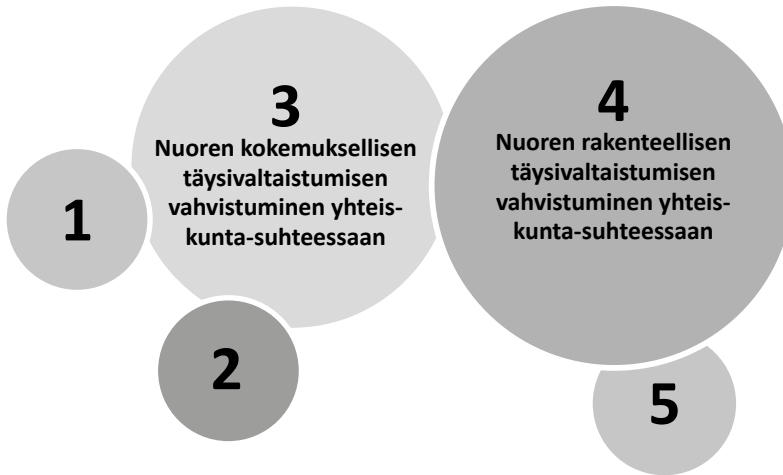 1
2
3
Nuoren kokemuksellisen
täysivaltaistumisen
vahvistuminen yhteis-
kunta-suhteessaan
4
Nuoren rakenteellisen
täysivaltaistumisen
vahvistuminen yhteis-
kunta-suhteessaan
5